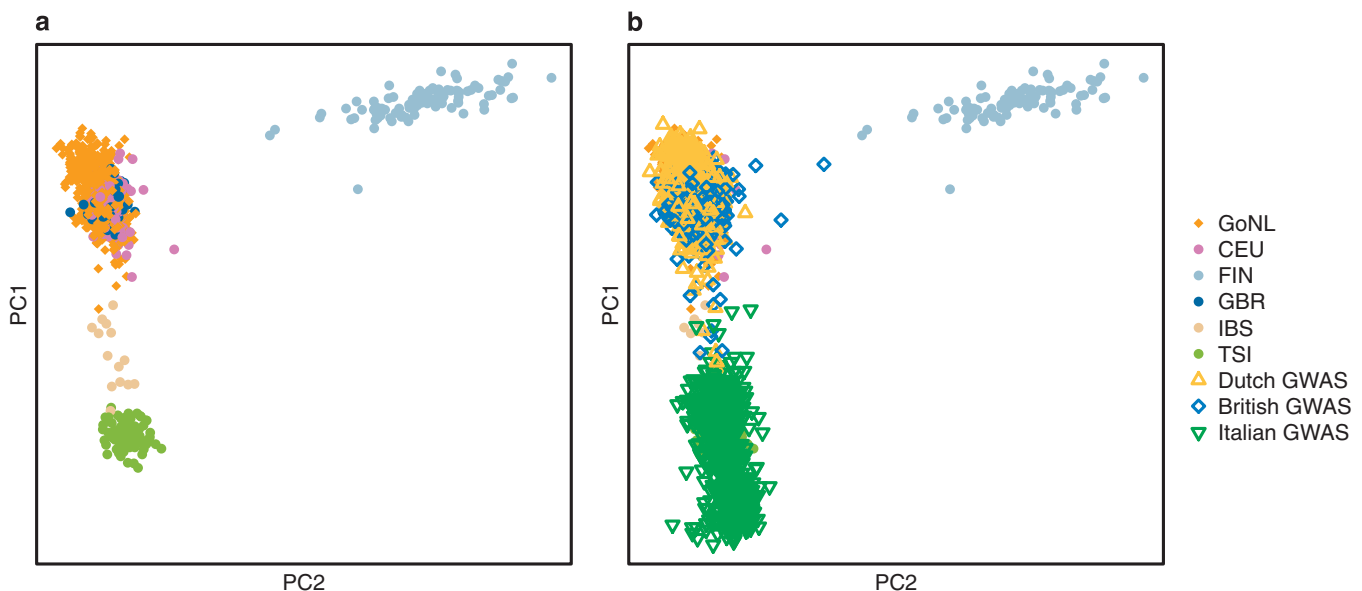 a
b
PC1
PC2
PC1
PC2
GoNL
CEU
FIN
GBR
IBS
TSI
Dutch GWAS
British GWAS
Italian GWAS